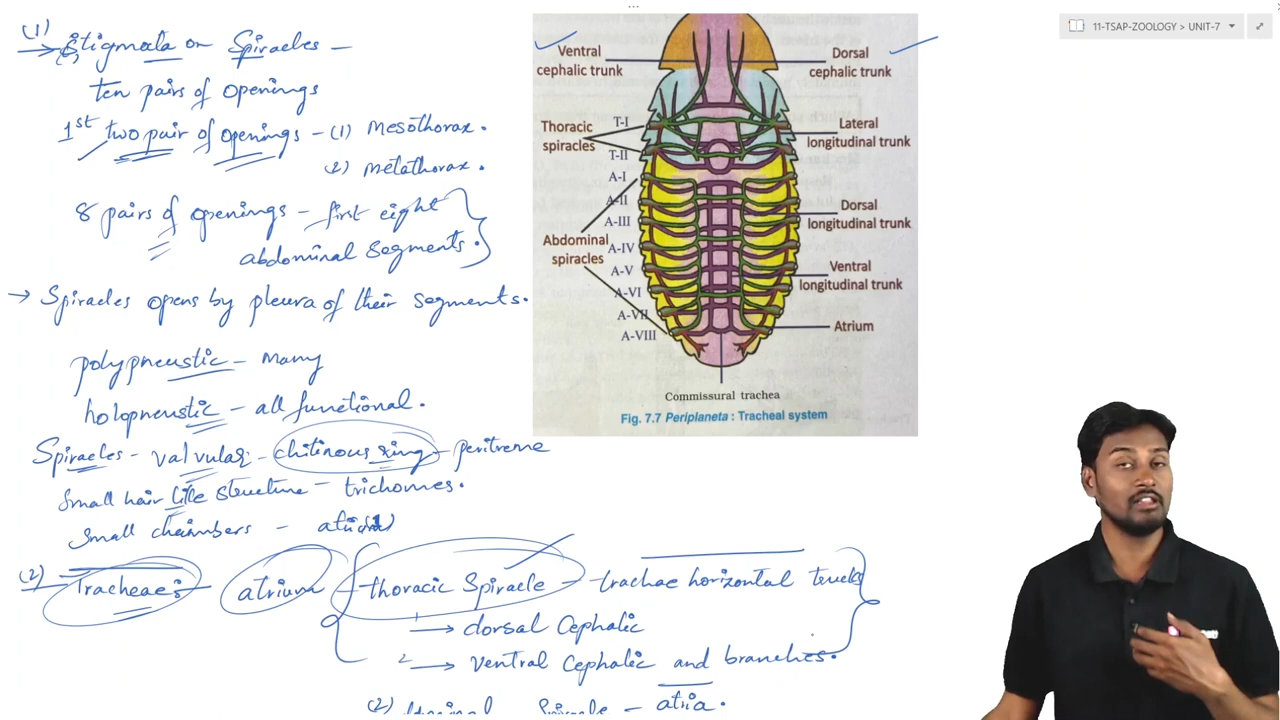 (1)
Stigmata or Spiracles –
ten pairs of openings
1st two pair of openings – (1) Mesothorax.
(2) Metathorax.
8 pairs of openings – first eight
abdominal segments.
→ Spiracles opens by pleura of their segments.
polypneustic – many
holopneustic – all functional.
Spiracles – valvular – chitinous ring – peritreme
Small hair like structure – trichomes.
Small chambers – atria
(2) Tracheae: atrium – thoracic Spiracle – trachae horizontal
→ dorsal Cephalic
2 → ventral Cephalic and branches.
(2) Spiracle – atria.
Ventral
cephalic trunk
Dorsal
cephalic trunk
Thoracic
spiracles
T-I
T-II
Lateral
longitudinal trunk
A-I
A-II
A-III
A-IV
A-V
A-VI
A-VII
A-VIII
Dorsal
longitudinal trunk
Abdominal
spiracles
Ventral
longitudinal trunk
Atrium
Commissural trachea
Fig. 7.7 Periplaneta : Tracheal system
11-TSAP-ZOOLOGY > UNIT-7